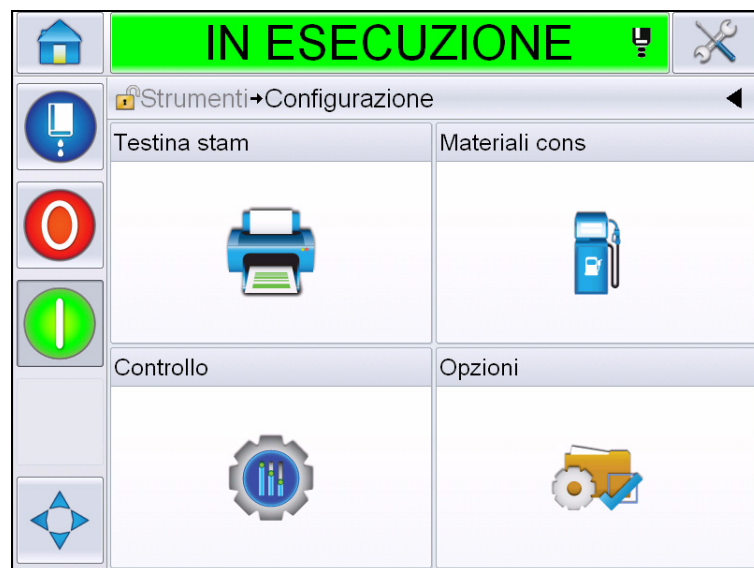 IN ESECUZIONE
Strumenti→Configurazione
Testina stam
Materiali cons
Controllo
Opzioni